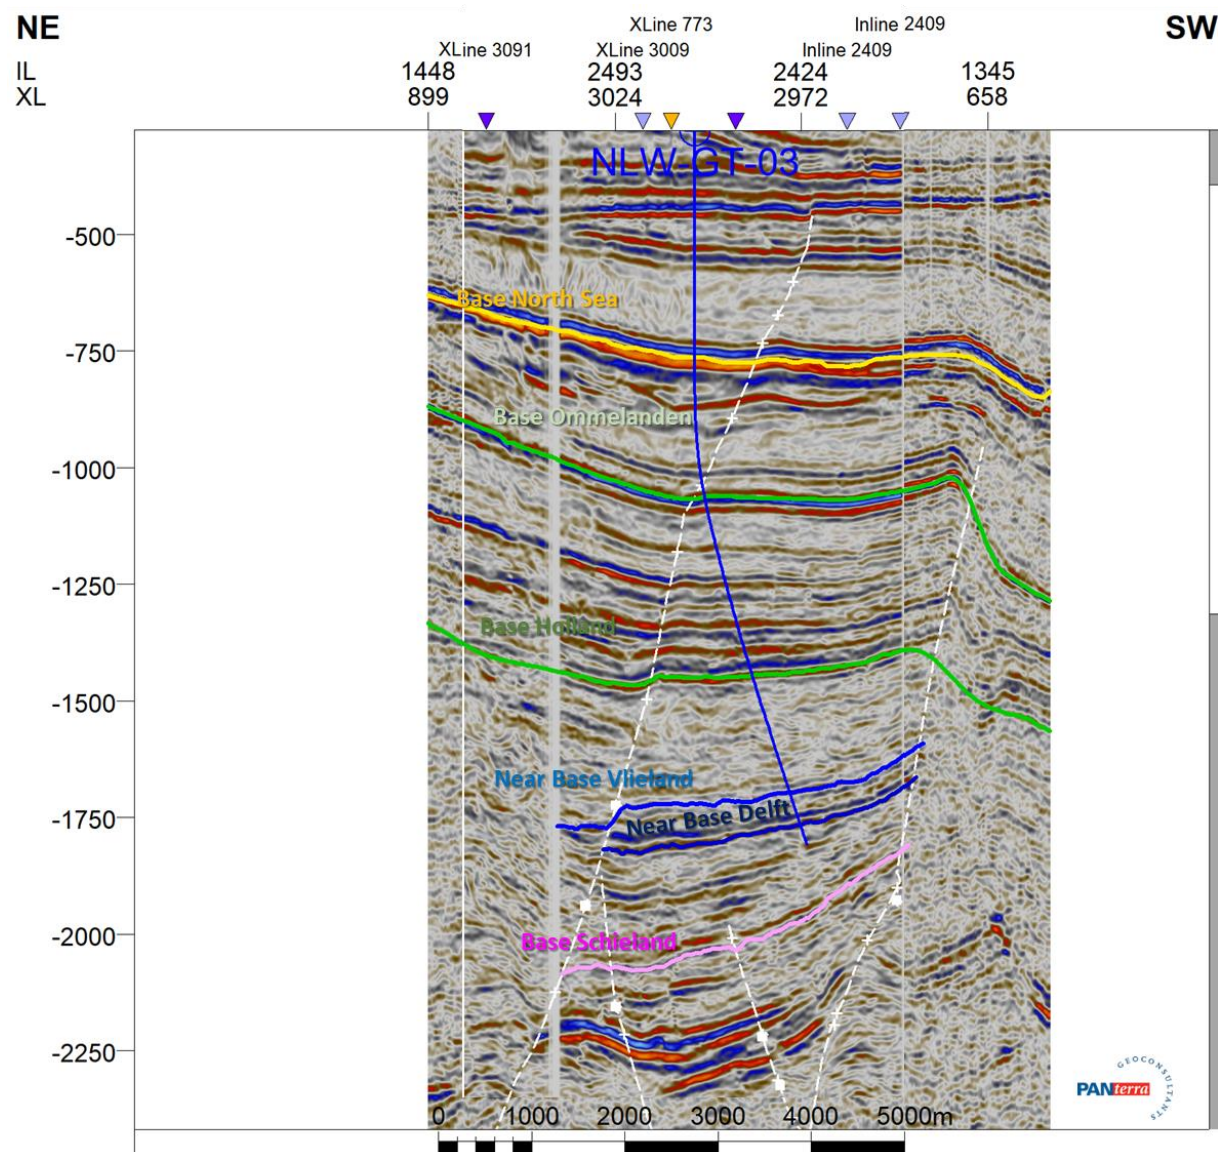 NE
SW
XLine 773
Inline 2409
XLine 3091
XLine 3009
Inline 2409
IL
1448
2493
2424
1345
XL
899
3024
2972
658
NLW-GT-03
-500
Base North Sea
-750
Base Ommelanden
-1000
-1250
Base Holland
-1500
Near Base Vlieland
-1750
Near Base Delft
-2000
Base Schieland
-2250
GEOCONSULTANTS
PANterra
0
1000
2000
3000
4000
5000m